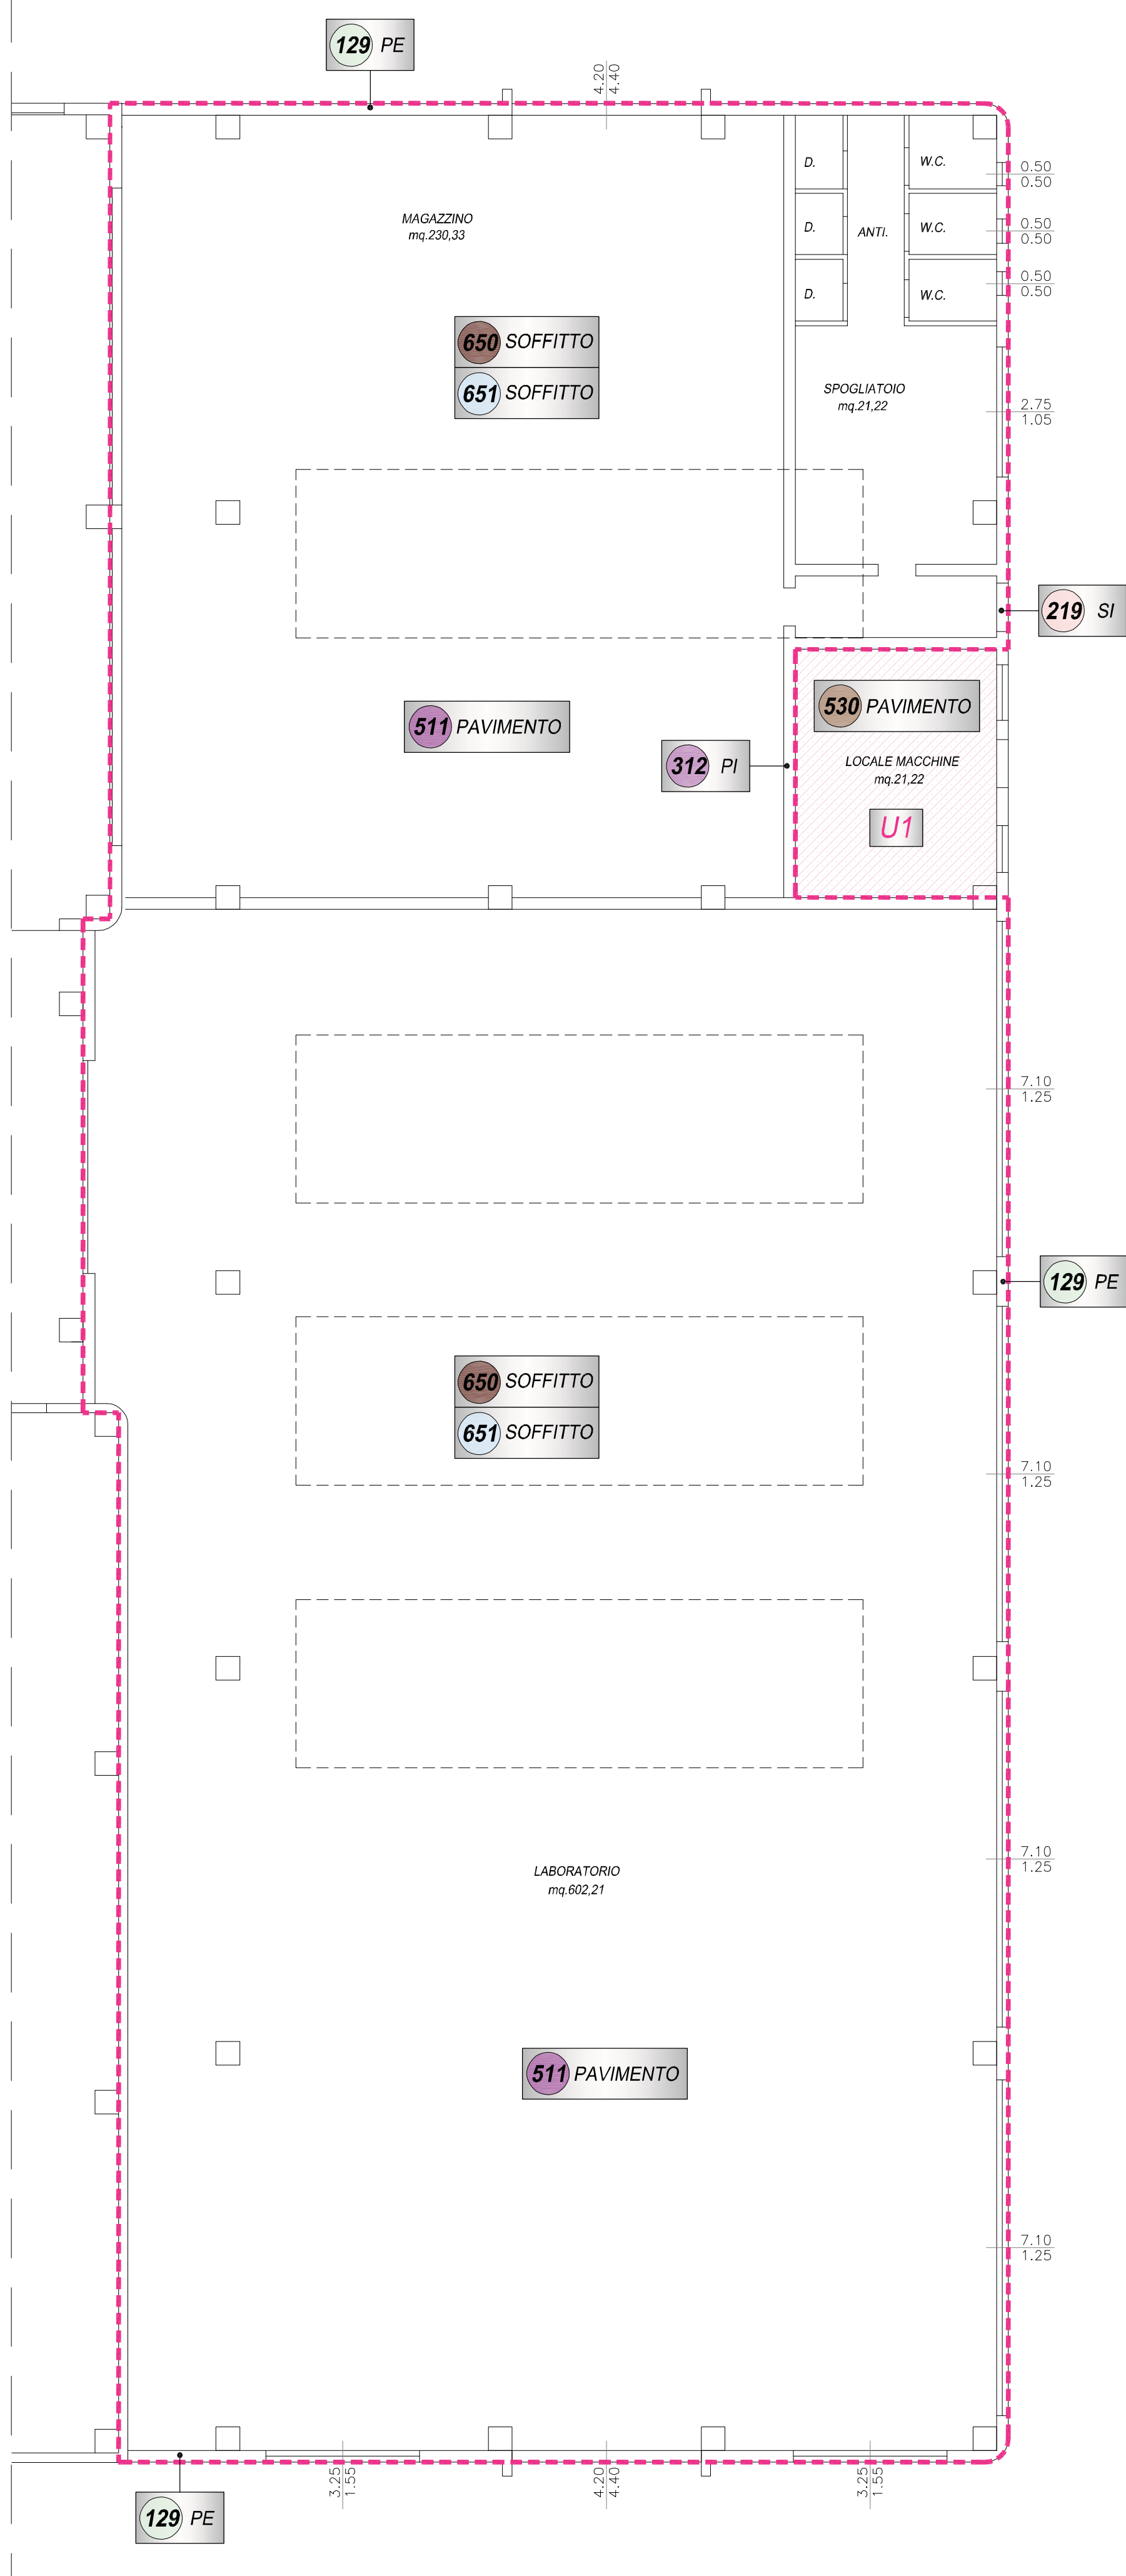 129 PE
4.20
4.40
D.
W.C.
0.50
0.50
MAGAZZINO
mq.230,33
D.
ANTI.
W.C.
0.50
0.50
D.
W.C.
0.50
0.50
650 SOFFITTO
651 SOFFITTO
SPOGLIATOIO
mq.21,22
2.75
1.05
219 SI
511 PAVIMENTO
530 PAVIMENTO
312 PI
LOCALE MACCHINE
mq.21,22
U1
7.10
1.25
129 PE
650 SOFFITTO
651 SOFFITTO
7.10
1.25
7.10
1.25
LABORATORIO
mq.602,21
511 PAVIMENTO
7.10
1.25
3.25
1.55
4.20
4.40
3.25
1.55
129 PE